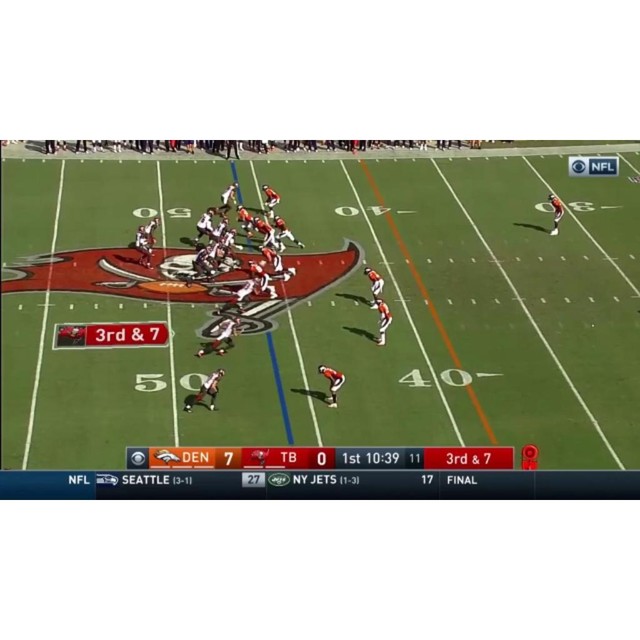 NFL
50
40
30
3rd & 7
50
40
DEN 7 TB 0 1st 10:39 11 3rd & 7
NFL SEATTLE (3-1) 27 NY JETS (1-3) 17 FINAL